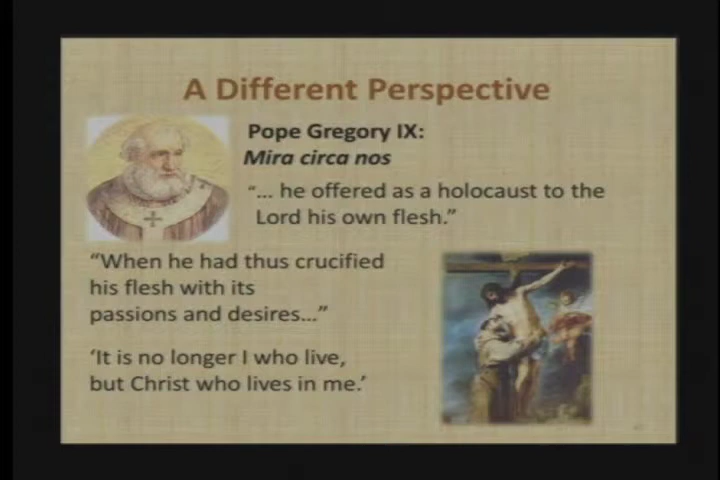 A Different Perspective
Pope Gregory IX:
Mira circa nos
"... he offered as a holocaust to the
Lord his own flesh."
"When he had thus crucified
his flesh with its
passions and desires..."
'It is no longer I who live,
but Christ who lives in me.'